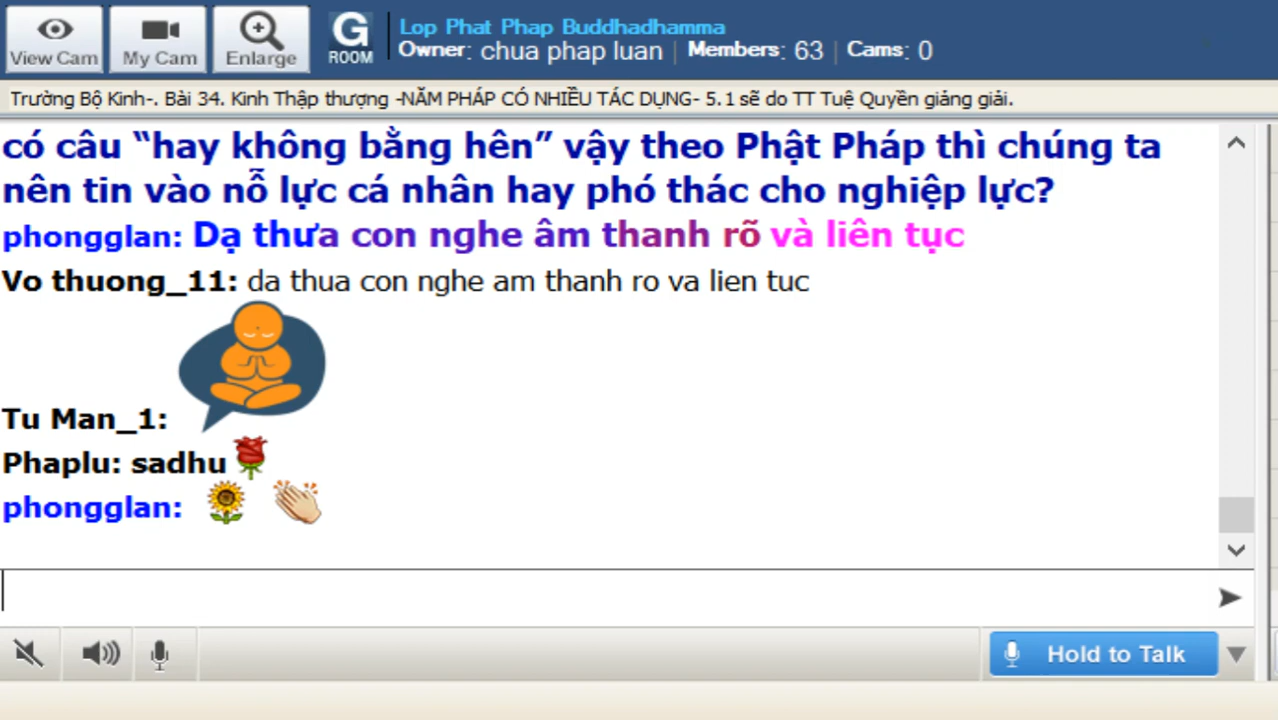 View Cam
My Cam
Enlarge
G
ROOM
Lop Phat Phap Buddhadhamma
Owner: chua phap luan | Members: 63 | Cams: 0
Trường Bộ Kinh-. Bài 34. Kinh Thập thượng -NĂM PHÁP CÓ NHIỀU TÁC DỤNG- 5.1 sẽ do TT Tuệ Quyền giảng giải.
có câu “hay không bằng hên” vậy theo Phật Pháp thì chúng ta
nên tin vào nỗ lực cá nhân hay phó thác cho nghiệp lực?
phongglan: Dạ thưa con nghe âm thanh rõ và liên tục
Vo thuong_11: da thua con nghe am thanh ro va lien tuc
Tu Man_1:
Phaplu: sadhu
phongglan:
Hold to Talk